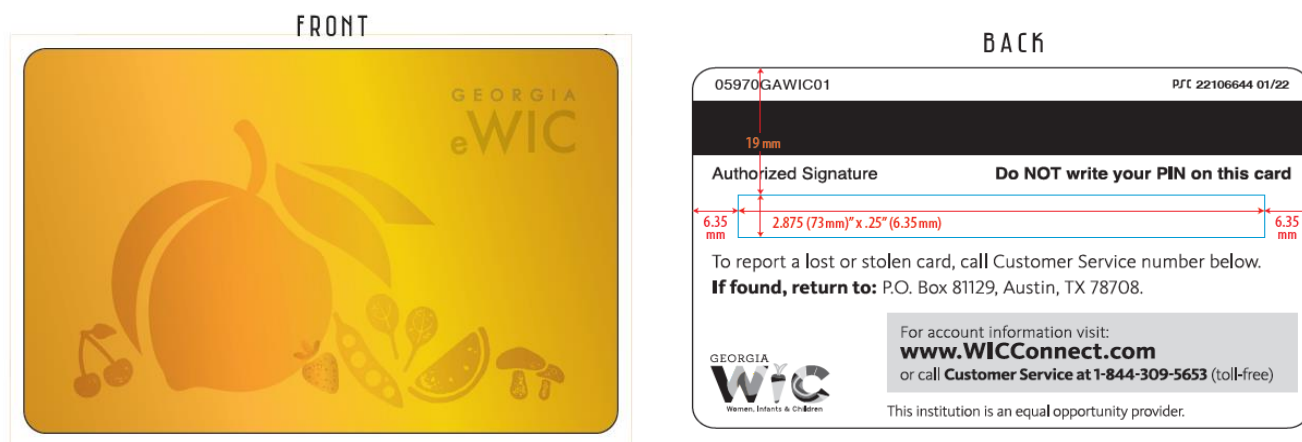 FRONT
GEORGIA
eWIC
BACK
05970GAWIC01
PSC 22106644 01/22
19 mm
Authorized Signature
Do NOT write your PIN on this card
6.35
mm
2.875 (73mm)" x .25" (6.35mm)
6.35
mm
To report a lost or stolen card, call Customer Service number below.
If found, return to: P.O. Box 81129, Austin, TX 78708.
For account information visit:
www.WICConnect.com
or call Customer Service at 1-844-309-5653 (toll-free)
GEORGIA
WIC
Women, Infants & Children
This institution is an equal opportunity provider.